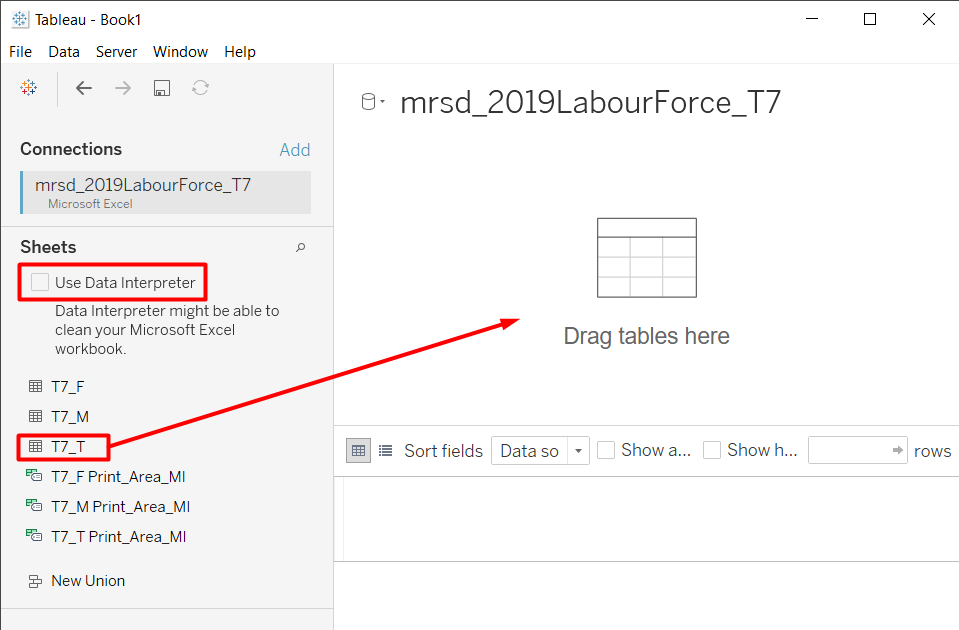 Tableau - Book1
File Data Server Window Help
Connections
Add
mrsd_2019LabourForce_T7
Microsoft Excel
Sheets
Use Data Interpreter
Data Interpreter might be able to
clean your Microsoft Excel
workbook.
T7_F
T7_M
T7_T
T7_F Print_Area_MI
T7_M Print_Area_MI
T7_T Print_Area_MI
New Union
mrsd_2019LabourForce_T7
Drag tables here
Sort fields Data so Show a... Show h... rows